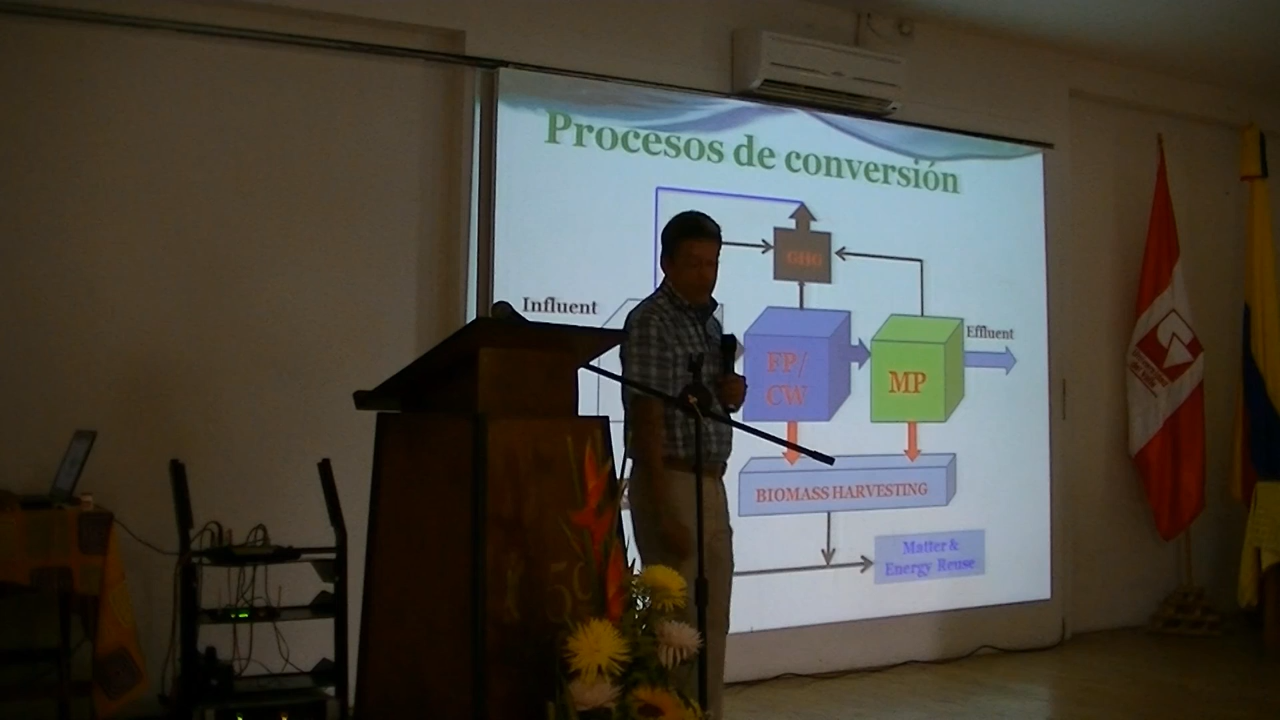 Procesos de conversión
GHG
Influent
Effluent
FP/
CW
MP
BIOMASS HARVESTING
Matter &
Energy Reuse